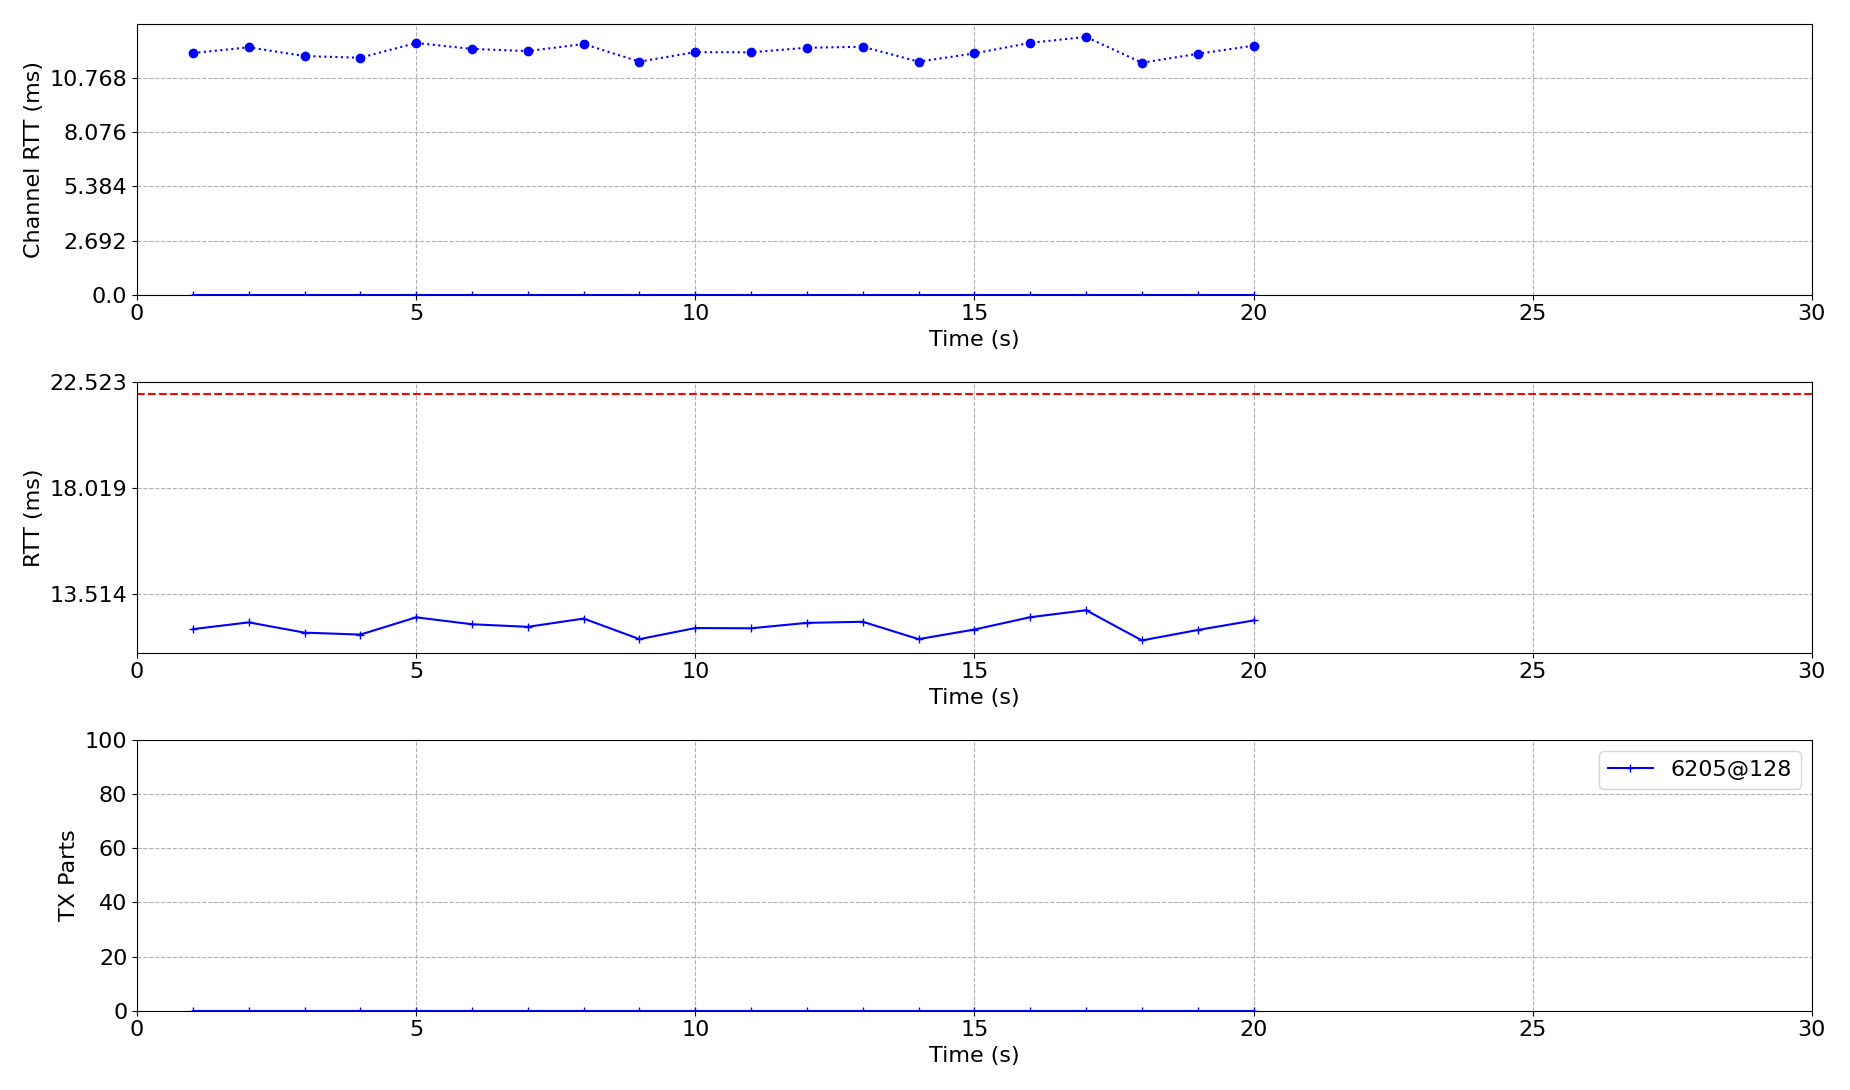 Channel RTT (ms)
10.768
8.076
5.384
2.692
0.0
0 5 10 15 20 25 30
Time (s)
RTT (ms)
22.523
18.019
13.514
0 5 10 15 20 25 30
Time (s)
TX Parts
100
80
60
40
20
0
6205@128
0 5 10 15 20 25 30
Time (s)